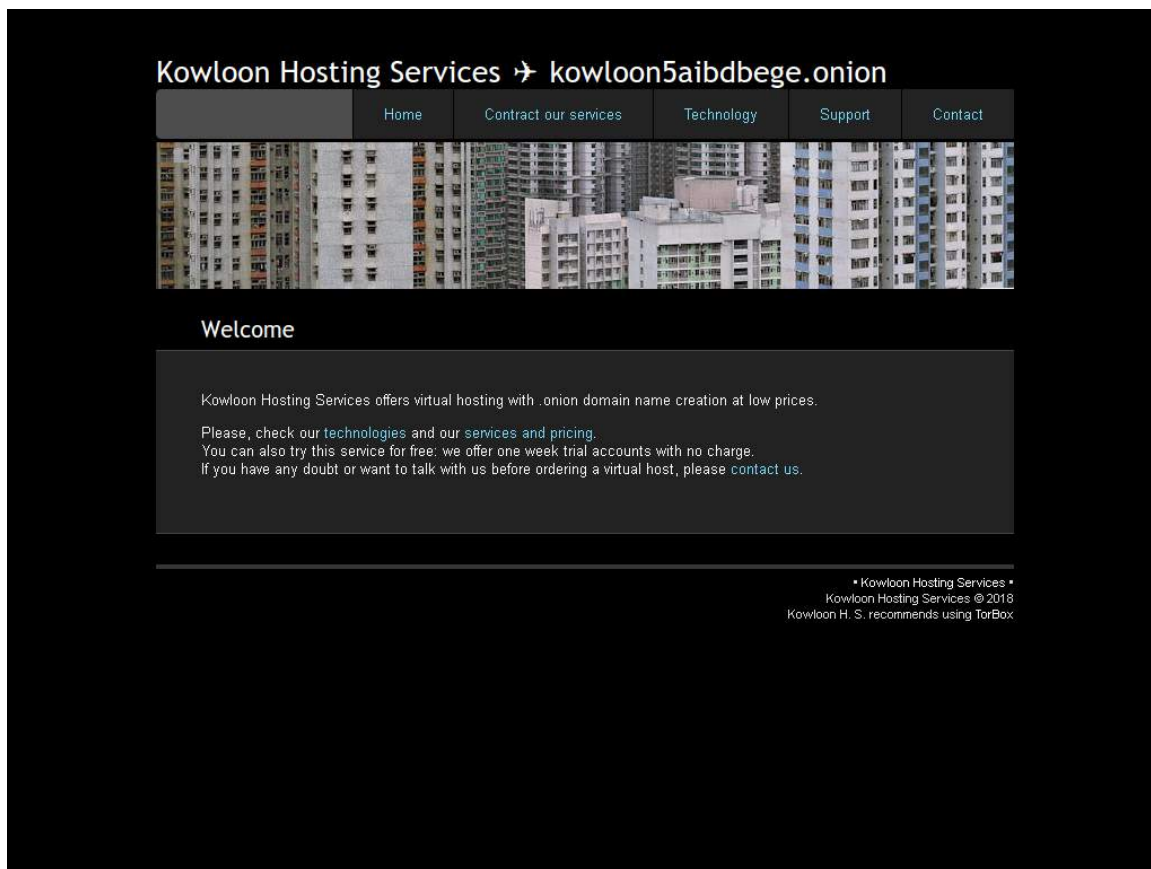 Kowloon Hosting Services ✈ kowloon5aibdbege.onion
Home Contract our services Technology Support Contact
Welcome
Kowloon Hosting Services offers virtual hosting with .onion domain name creation at low prices.
Please, check our technologies and our services and pricing.
You can also try this service for free: we offer one week trial accounts with no charge.
If you have any doubt or want to talk with us before ordering a virtual host, please contact us.
▪ Kowloon Hosting Services ▪
Kowloon Hosting Services © 2018
Kowloon H. S. recommends using TorBox